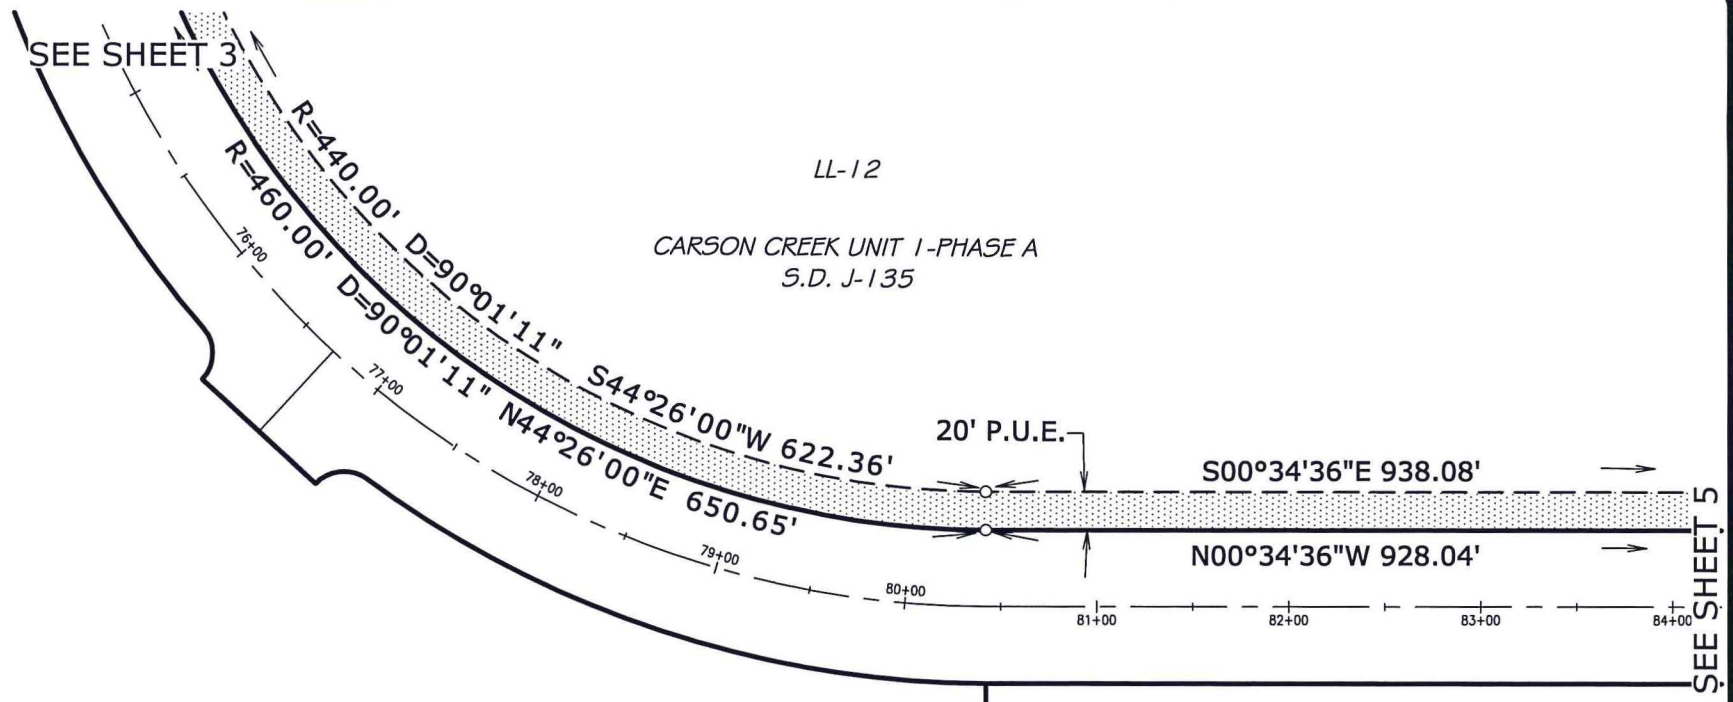 SEE SHEET 3
LL-12
CARSON CREEK UNIT 1-PHASE A
S.D. J-135
R=440.00' D=90°01'11" S44°26'00"W 622.36'
R=460.00' D=90°01'11" N44°26'00"E 650.65'
20' P.U.E.
S00°34'36"E 938.08'
N00°34'36"W 928.04'
76+00
77+00
78+00
79+00
80+00
81+00
82+00
83+00
84+00
SEE SHEET 5